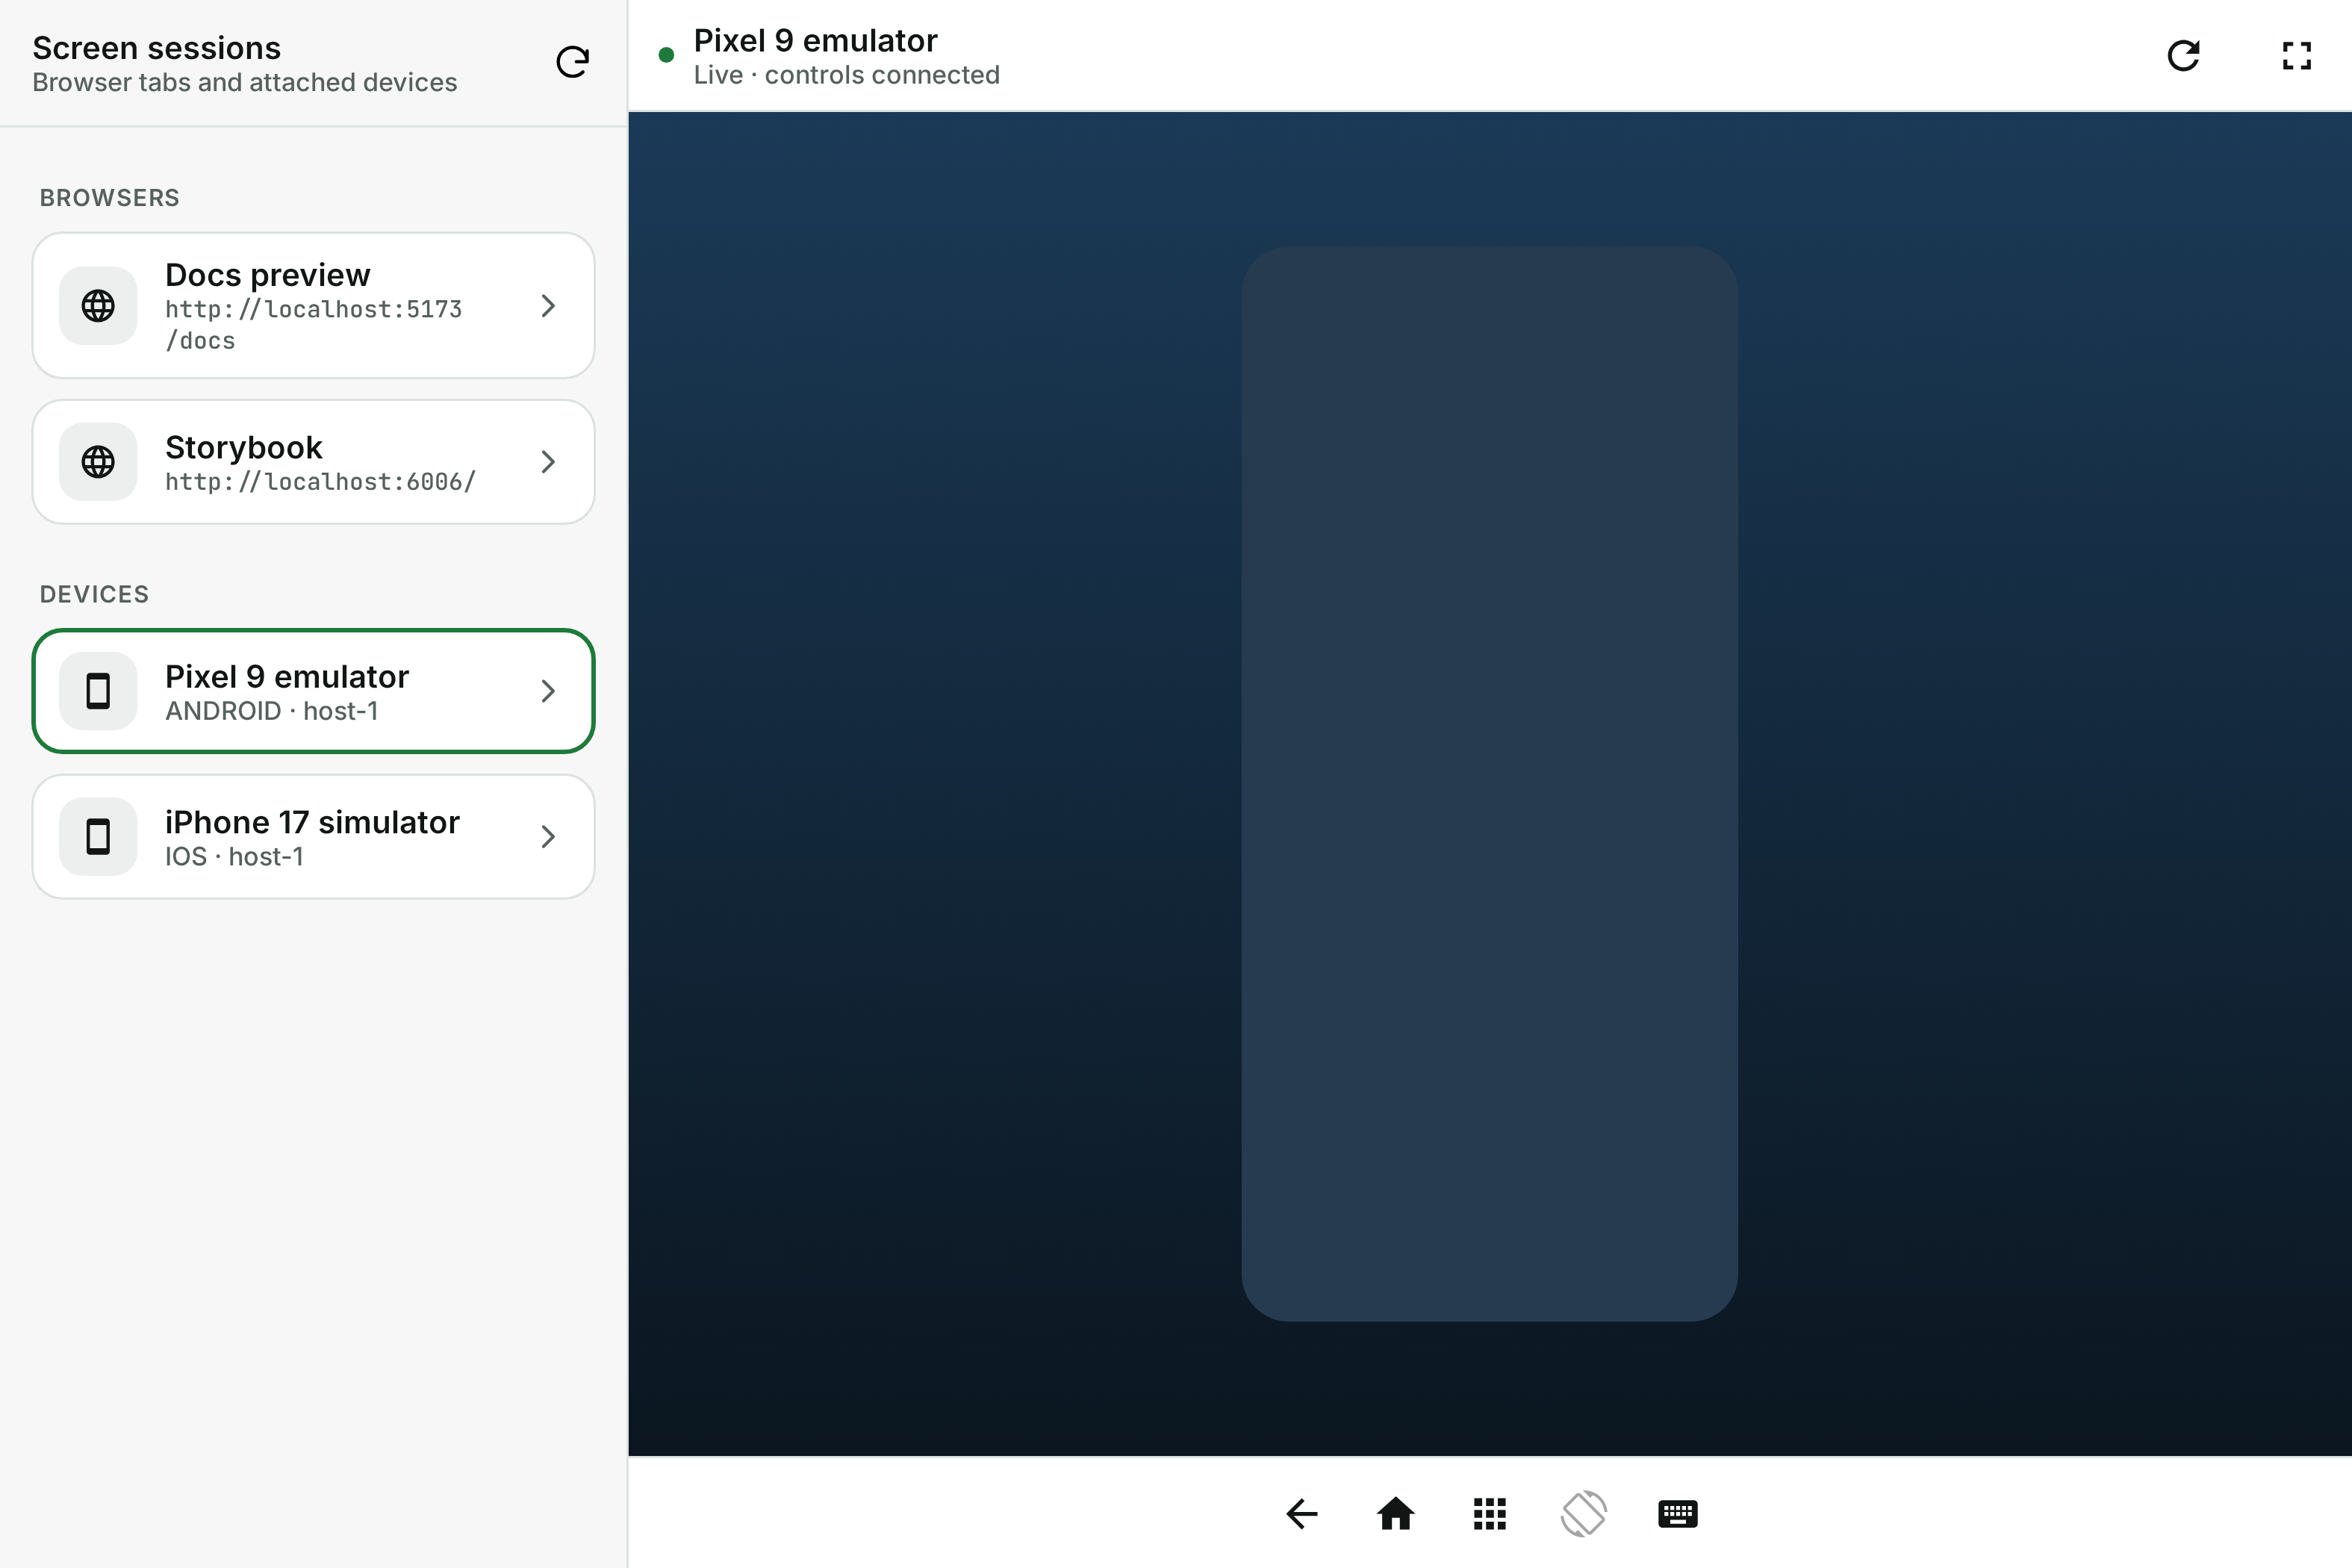 Screen sessions
Browser tabs and attached devices
BROWSERS
Docs preview
http://localhost:5173
/docs
Storybook
http://localhost:6006/
DEVICES
Pixel 9 emulator
ANDROID · host-1
iPhone 17 simulator
IOS · host-1
Pixel 9 emulator
Live · controls connected